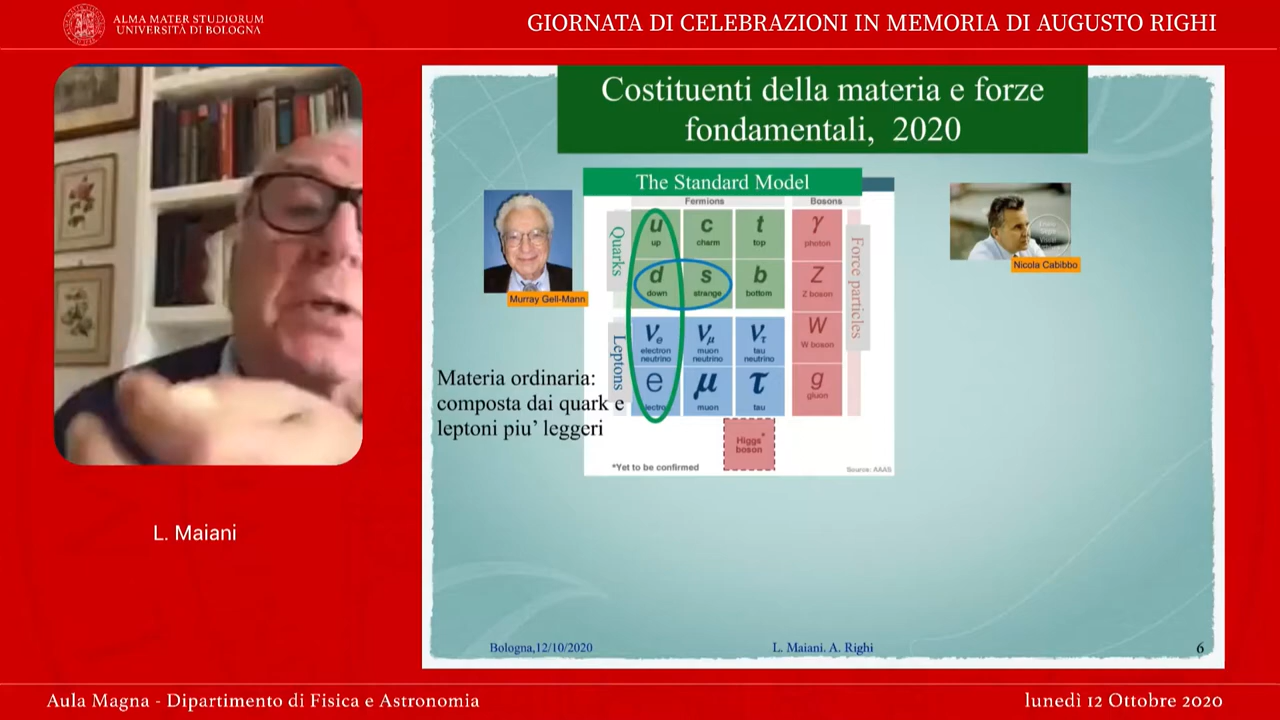 ALMA MATER STUDIORUM
UNIVERSITÀ DI BOLOGNA
GIORNATA DI CELEBRAZIONI IN MEMORIA DI AUGUSTO RIGHI
Costituenti della materia e forze
fondamentali, 2020
The Standard Model
Fermions
Bosons
Quarks
u
up
c
charm
t
top
γ
photon
d
down
s
strange
b
bottom
Z
Z boson
Force particles
Leptons
νe
electron
neutrino
νμ
muon
neutrino
ντ
tau
neutrino
W
W boson
e
μ
muon
τ
tau
g
gluon
Higgs*
boson
*Yet to be confirmed
Source: AAAS
Murray Gell-Mann
Nicola Cabibbo
Materia ordinaria:
composta dai quark e
leptoni piu’ leggeri
L. Maiani
Bologna,12/10/2020
L. Maiani. A. Righi
6
Aula Magna - Dipartimento di Fisica e Astronomia
lunedì 12 Ottobre 2020